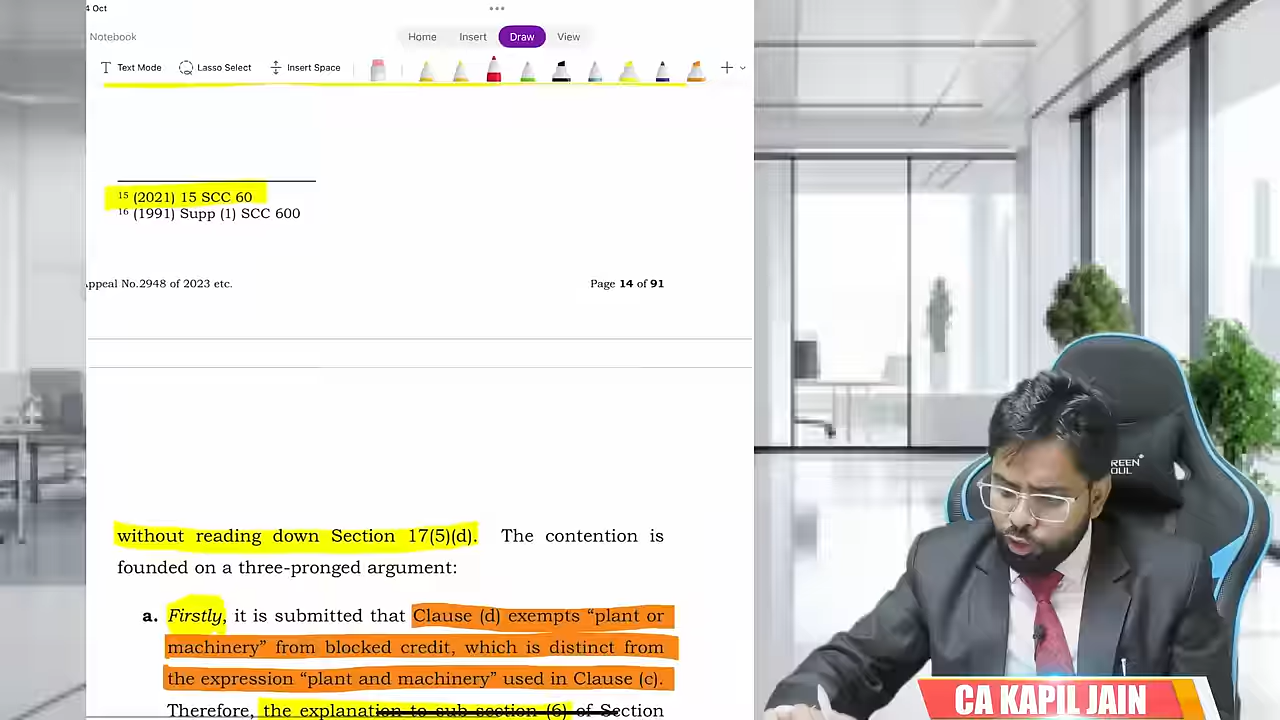 4 Oct
Notebook
Home Insert Draw View
Text Mode Lasso Select Insert Space
15 (2021) 15 SCC 60
16 (1991) Supp (1) SCC 600
Appeal No.2948 of 2023 etc. Page 14 of 91
without reading down Section 17(5)(d). The contention is
founded on a three-pronged argument:
a. Firstly, it is submitted that Clause (d) exempts “plant or
machinery” from blocked credit, which is distinct from
the expression “plant and machinery” used in Clause (c).
Therefore, the explanation to sub-section (6) of Section
CA KAPIL JAIN